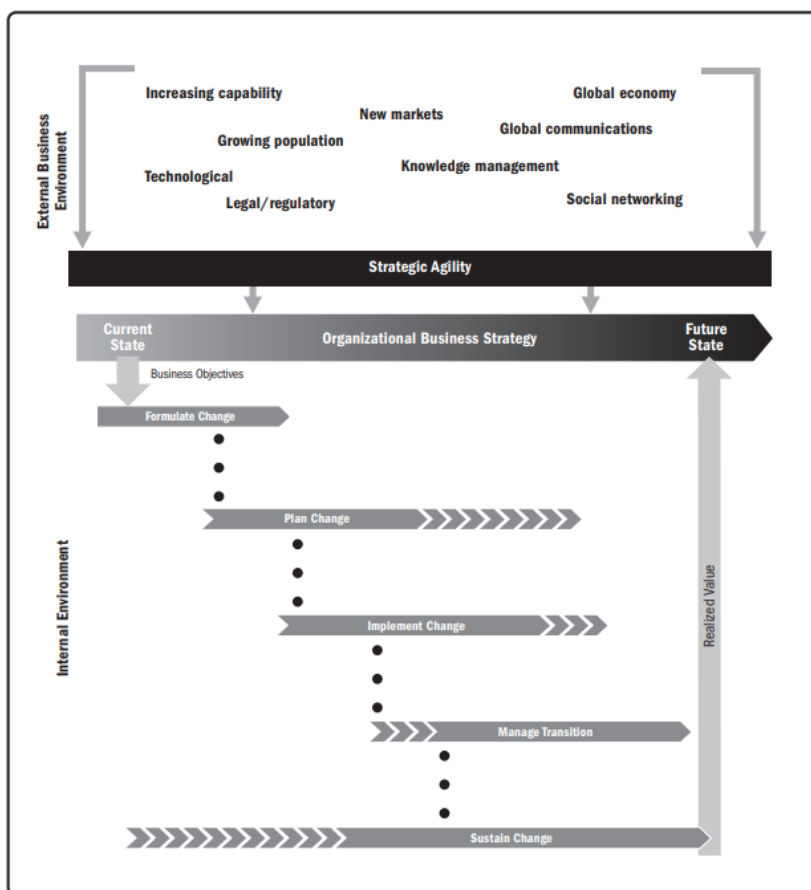 External Business
Environment
Increasing capability
Global economy
New markets
Global communications
Growing population
Knowledge management
Technological
Legal/regulatory
Social networking
Strategic Agility
Current
State
Organizational Business Strategy
Future
State
Business Objectives
Formulate Change
Plan Change
Internal Environment
Implement Change
Realized Value
Manage Transition
Sustain Change